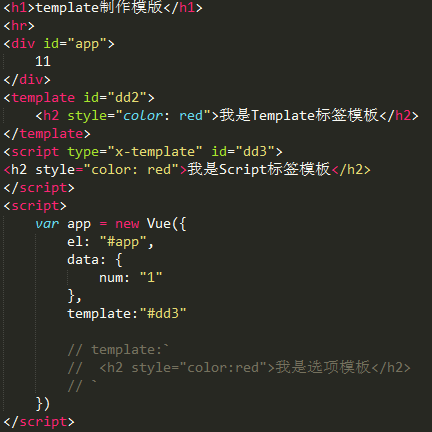 <h1>template制作模版</h1>
<hr>
<div id="app">
    11
</div>
<template id="dd2">
    <h2 style="color: red">我是Template标签模板</h2>
</template>
<script type="x-template" id="dd3">
<h2 style="color: red">我是Script标签模板</h2>
</script>
<script>
    var app = new Vue({
        el: "#app",
        data: {
            num: "1"
        },
        template:"#dd3"

        // template:`
        //  <h2 style="color:red">我是选项模板</h2>
        // `
    })
</script>